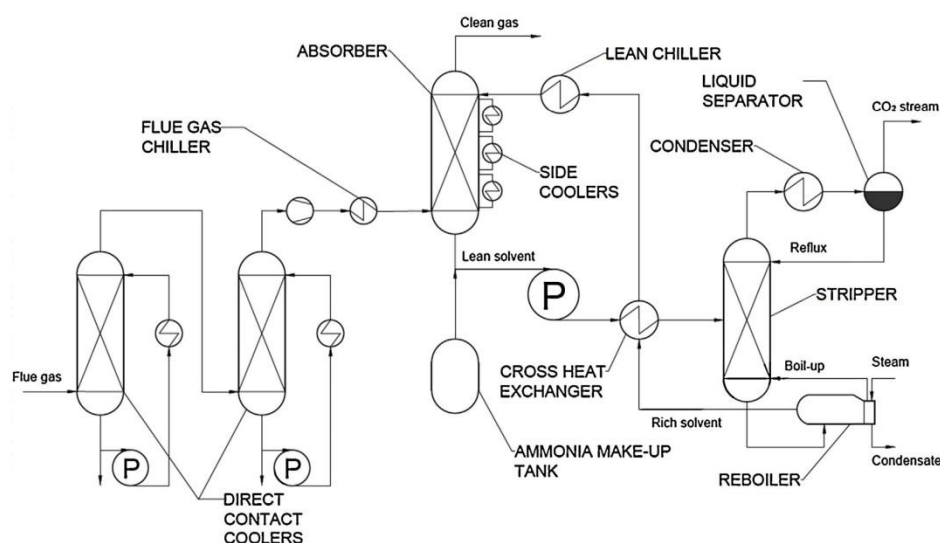 Clean gas
ABSORBER
LEAN CHILLER
LIQUID
SEPARATOR
CO₂ stream
FLUE GAS
CHILLER
CONDENSER
SIDE
COOLERS
Lean solvent
Reflux
P
STRIPPER
Flue gas
CROSS HEAT
EXCHANGER
Boil-up
Steam
Rich solvent
P
P
AMMONIA MAKE-UP
TANK
Condensate
REBOILER
DIRECT
CONTACT
COOLERS